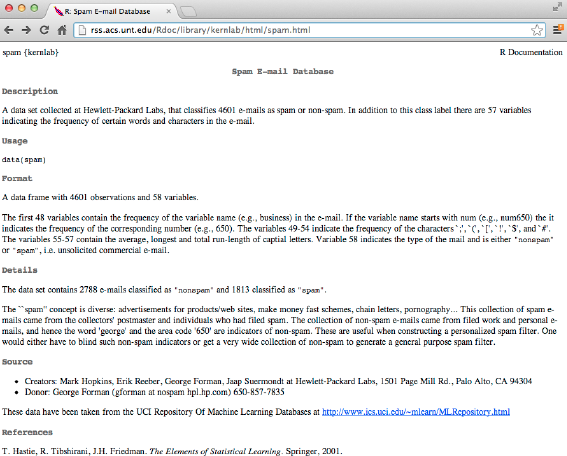 R: Spam E-mail Database
rss.acs.unt.edu/Rdoc/library/kernlab/html/spam.html
spam {kernlab} R Documentation
Spam E-mail Database
Description
A data set collected at Hewlett-Packard Labs, that classifies 4601 e-mails as spam or non-spam. In addition to this class label there are 57 variables
indicating the frequency of certain words and characters in the e-mail.
Usage
data(spam)
Format
A data frame with 4601 observations and 58 variables.
The first 48 variables contain the frequency of the variable name (e.g., business) in the e-mail. If the variable name starts with num (e.g., num650) the it
indicates the frequency of the corresponding number (e.g., 650). The variables 49-54 indicate the frequency of the characters `;', `(', `[', `!', `$', and `#'.
The variables 55-57 contain the average, longest and total run-length of captial letters. Variable 58 indicates the type of the mail and is either "nonspam"
or "spam", i.e. unsolicited commercial e-mail.
Details
The data set contains 2788 e-mails classified as "nonspam" and 1813 classified as "spam".
The ``spam'' concept is diverse: advertisements for products/web sites, make money fast schemes, chain letters, pornography... This collection of spam e-
mails came from the collectors' postmaster and individuals who had filed spam. The collection of non-spam e-mails came from filed work and personal e-
mails, and hence the word 'george' and the area code '650' are indicators of non-spam. These are useful when constructing a personalized spam filter. One
would either have to blind such non-spam indicators or get a very wide collection of non-spam to generate a general purpose spam filter.
Source
• Creators: Mark Hopkins, Erik Reeber, George Forman, Jaap Suermondt at Hewlett-Packard Labs, 1501 Page Mill Rd., Palo Alto, CA 94304
• Donor: George Forman (gforman at nospam hpl.hp.com) 650-857-7835
These data have been taken from the UCI Repository Of Machine Learning Databases at http://www.ics.uci.edu/~mlearn/MLRepository.html
References
T. Hastie, R. Tibshirani, J.H. Friedman. The Elements of Statistical Learning. Springer, 2001.